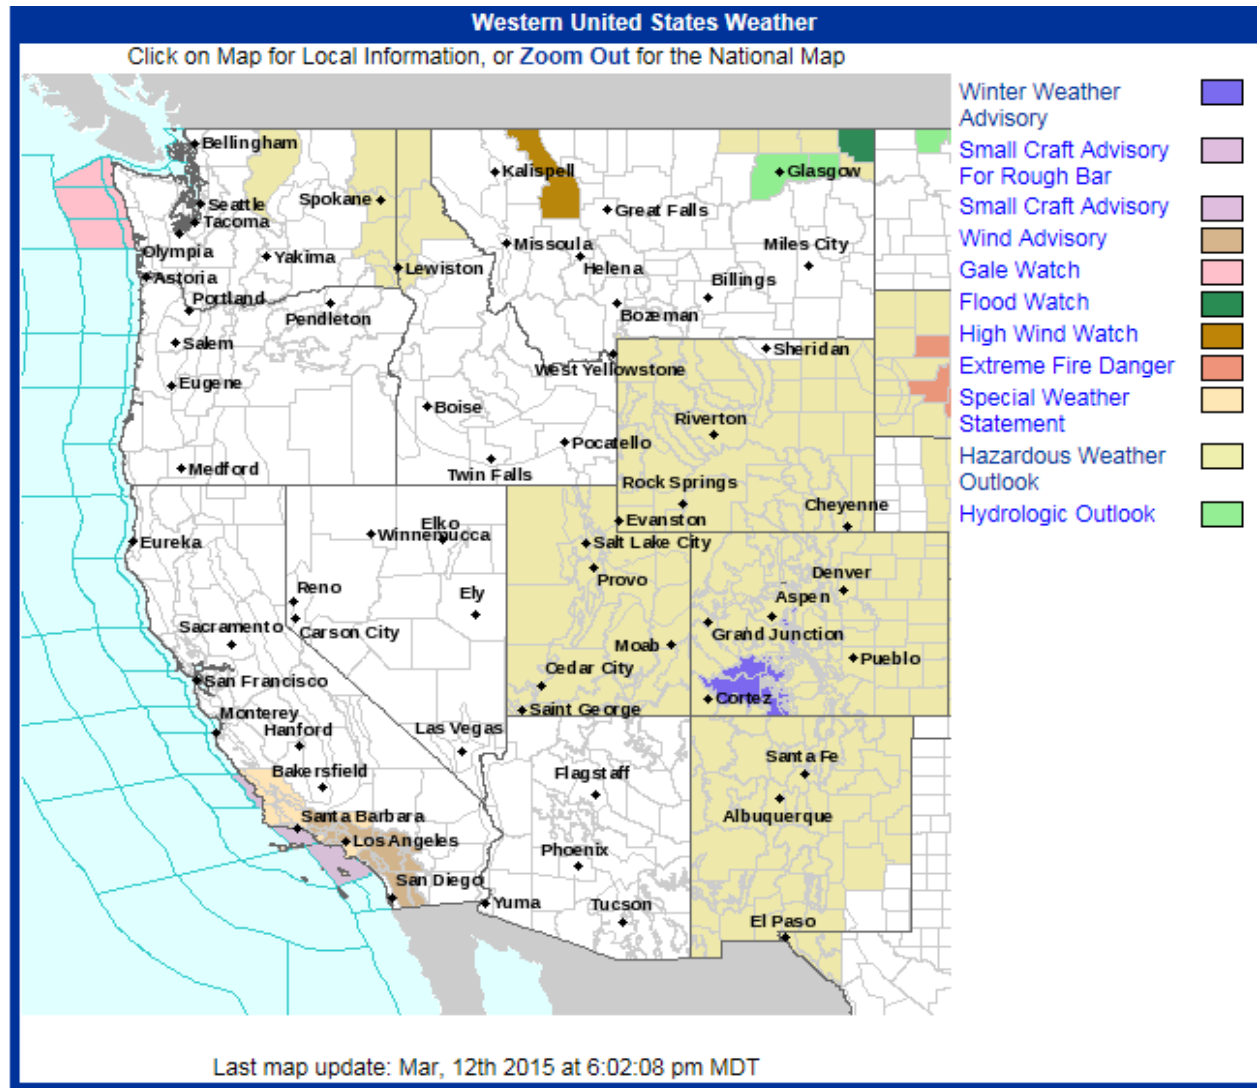 Western United States Weather
Click on Map for Local Information, or Zoom Out for the National Map
Winter Weather
Advisory
Small Craft Advisory
For Rough Bar
Small Craft Advisory
Wind Advisory
Gale Watch
Flood Watch
High Wind Watch
Extreme Fire Danger
Special Weather
Statement
Hazardous Weather
Outlook
Hydrologic Outlook
Bellingham
Kalispell
Glasgow
Seattle
Spokane
Tacoma
Great Falls
Olympia
Yakima
Missoula
Miles City
Helena
Lewiston
Astoria
Billings
Portland
Pendleton
Bozeman
Salem
Sheridan
West Yellowstone
Eugene
Boise
Riverton
Pocatello
Medford
Twin Falls
Rock Springs
Cheyenne
Evanston
Elko
Winnemucca
Eureka
Salt Lake City
Provo
Denver
Reno
Ely
Aspen
Sacramento
Carson City
Grand Junction
Moab
Pueblo
Cedar City
San Francisco
Cortez
Saint George
Monterey
Hanford
Las Vegas
Santa Fe
Bakersfield
Flagstaff
Santa Barbara
Albuquerque
Los Angeles
Phoenix
San Diego
Yuma
Tucson
El Paso
Last map update: Mar, 12th 2015 at 6:02:08 pm MDT